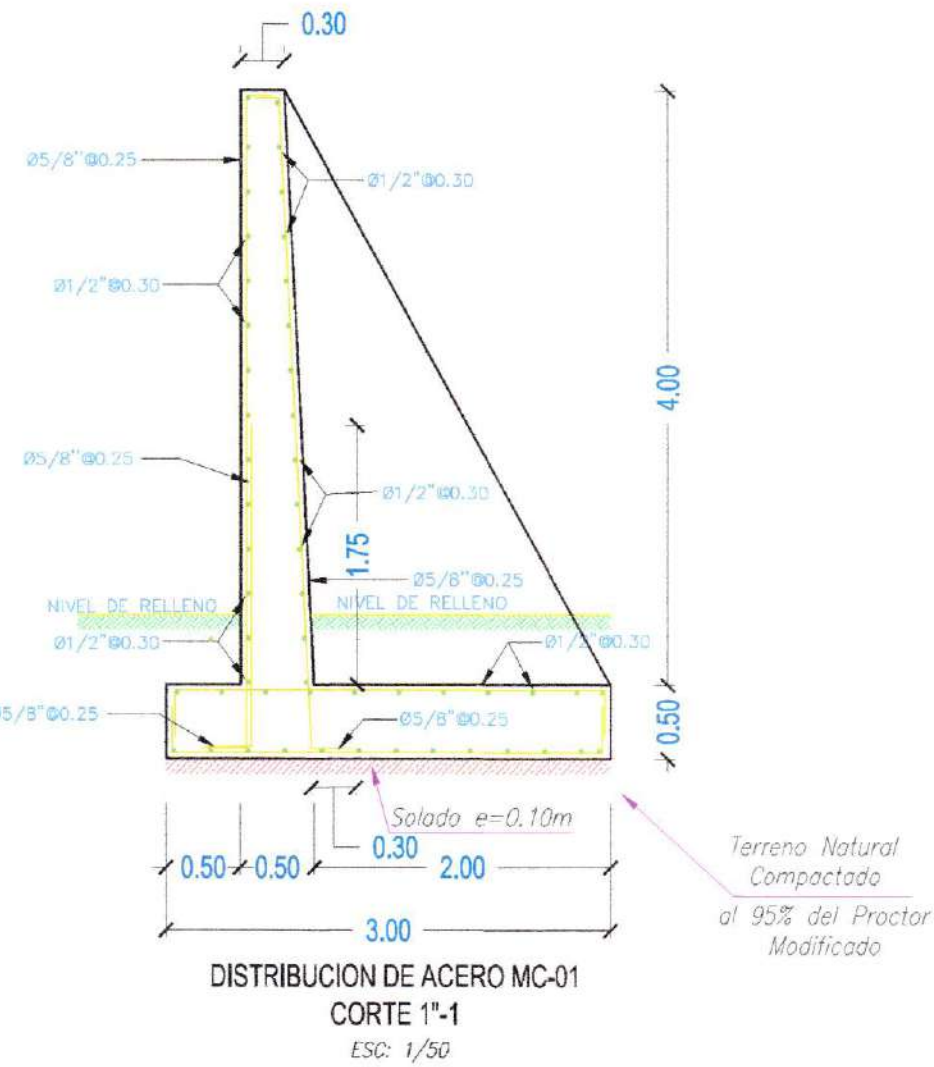 0.30
Ø5/8"@0.25
Ø1/2"@0.30
Ø1/2"@0.30
4.00
Ø5/8"@0.25
Ø1/2"@0.30
1.75
Ø5/8"@0.25
NIVEL DE RELLENO
NIVEL DE RELLENO
Ø1/2"@0.30
Ø1/2"@0.30
Ø5/8"@0.25
Ø5/8"@0.25
0.50
Solado e=0.10m
0.30
0.50
0.50
2.00
3.00
Terreno Natural
Compactado
al 95% del Proctor
Modificado
DISTRIBUCION DE ACERO MC-01
CORTE 1"-1
ESC: 1/50